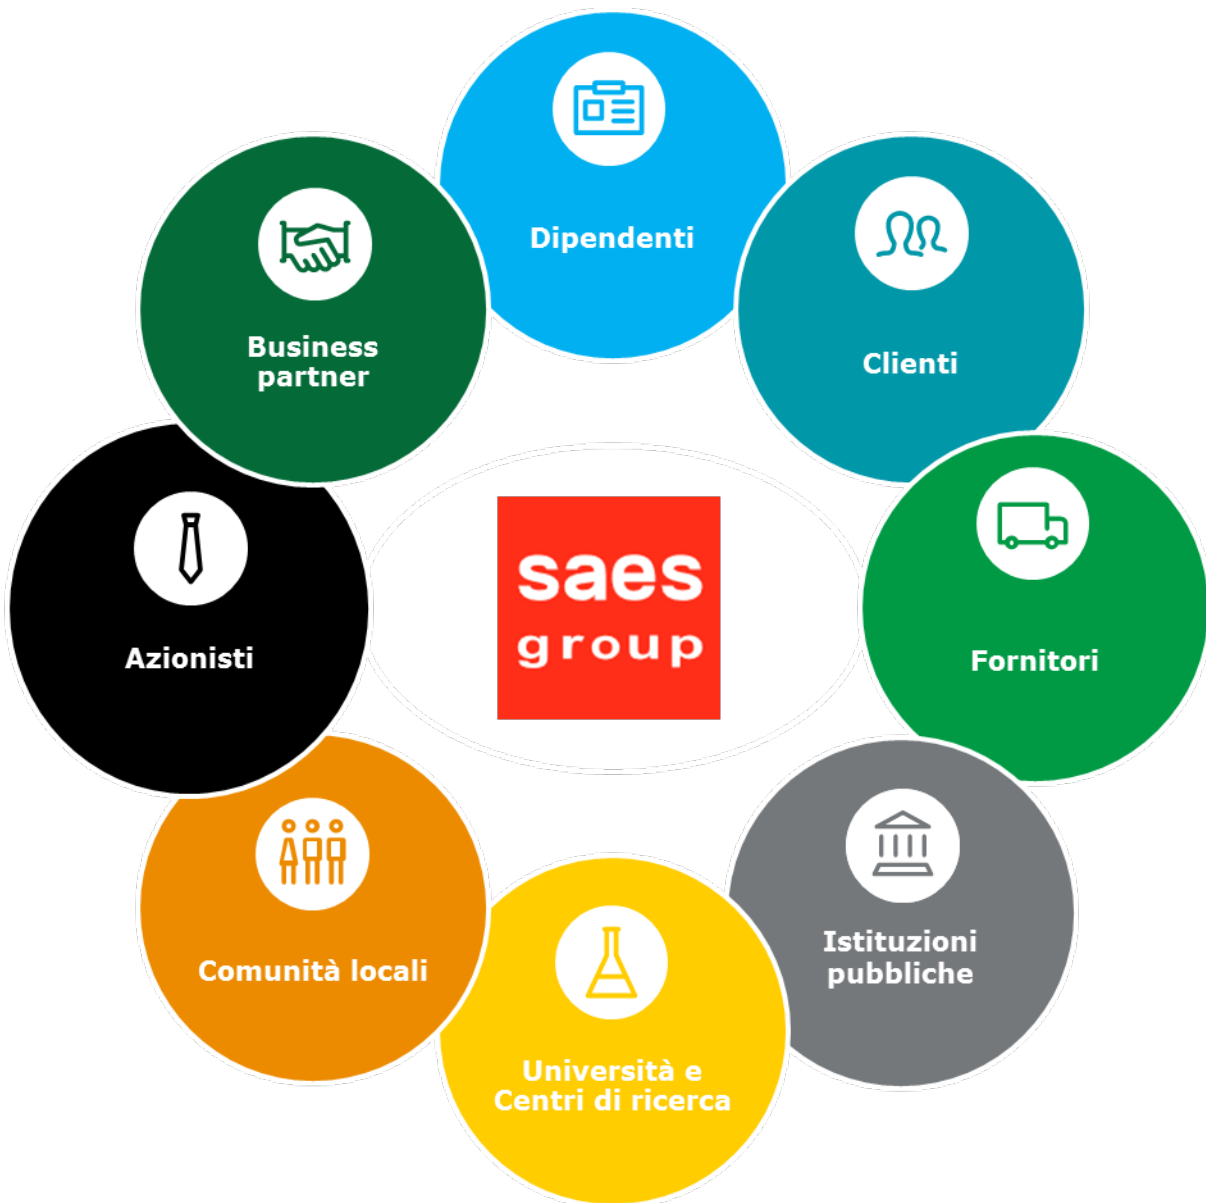 Dipendenti
Clienti
Business
partner
Fornitori
saes
group
Azionisti
Istituzioni
pubbliche
Comunità locali
Università e
Centri di ricerca